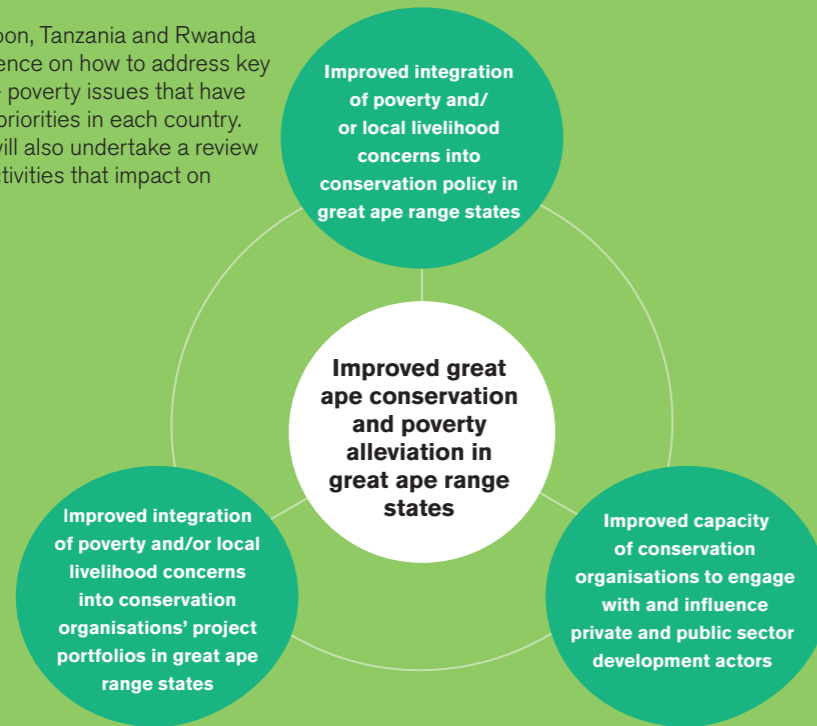 oon, Tanzania and Rwanda
ence on how to address key
poverty issues that have
priorities in each country.
will also undertake a review
tivities that impact on
Improved integration
of poverty and/
or local livelihood
concerns into
conservation policy in
great ape range states
Improved great
ape conservation
and poverty
alleviation in
great ape range
states
Improved integration
of poverty and/or local
livelihood concerns
into conservation
organisations' project
portfolios in great ape
range states
Improved capacity
of conservation
organisations to engage
with and influence
private and public sector
development actors